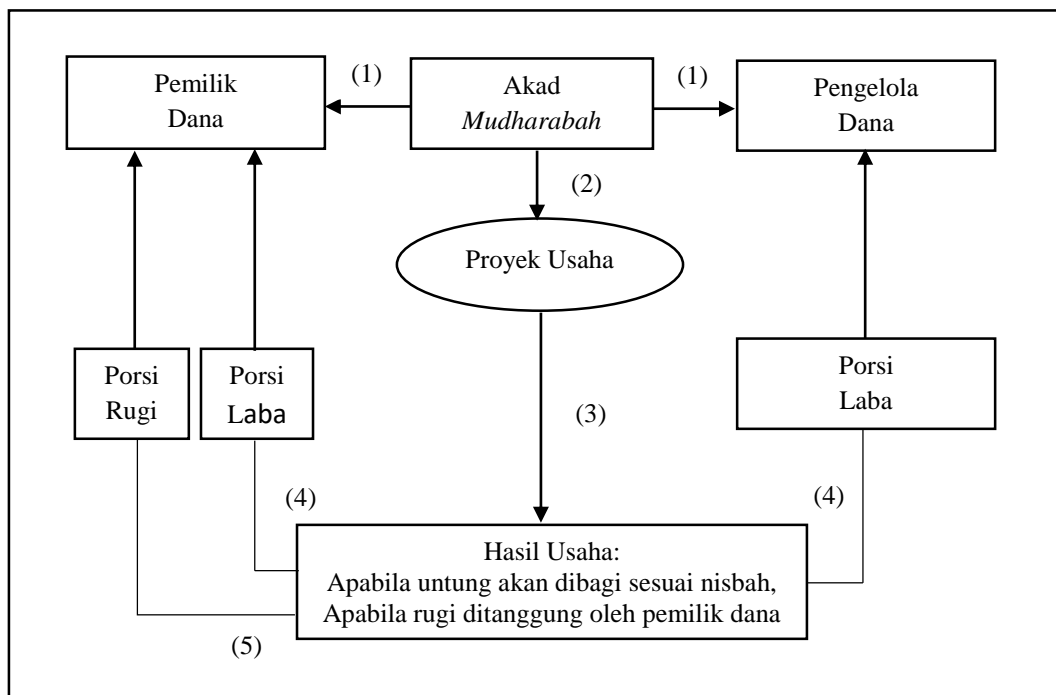 Pemilik
Dana
(1)
Akad
Mudharabah
(1)
Pengelola
Dana
(2)
Proyek Usaha
Porsi
Rugi
Porsi
Laba
(3)
Porsi
Laba
(4)
(4)
Hasil Usaha:
Apabila untung akan dibagi sesuai nisbah,
Apabila rugi ditanggung oleh pemilik dana
(5)